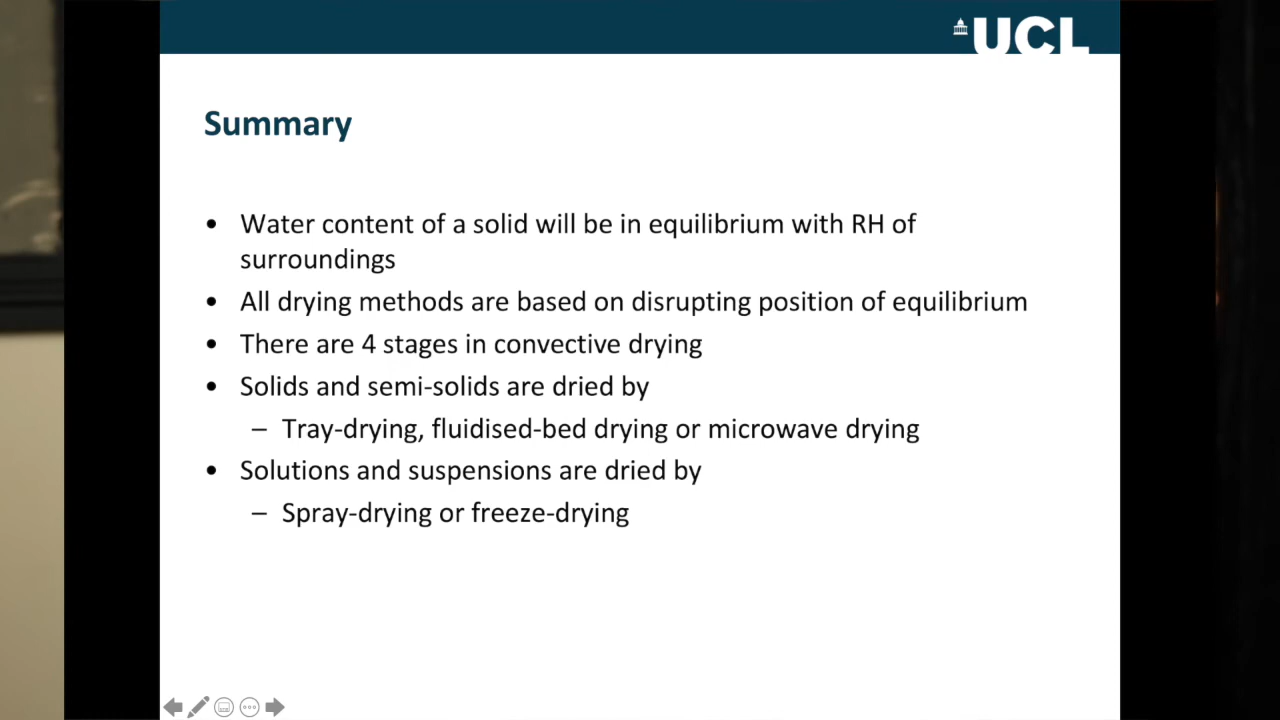 UCL
Summary
• Water content of a solid will be in equilibrium with RH of
surroundings
• All drying methods are based on disrupting position of equilibrium
• There are 4 stages in convective drying
• Solids and semi-solids are dried by
– Tray-drying, fluidised-bed drying or microwave drying
• Solutions and suspensions are dried by
– Spray-drying or freeze-drying